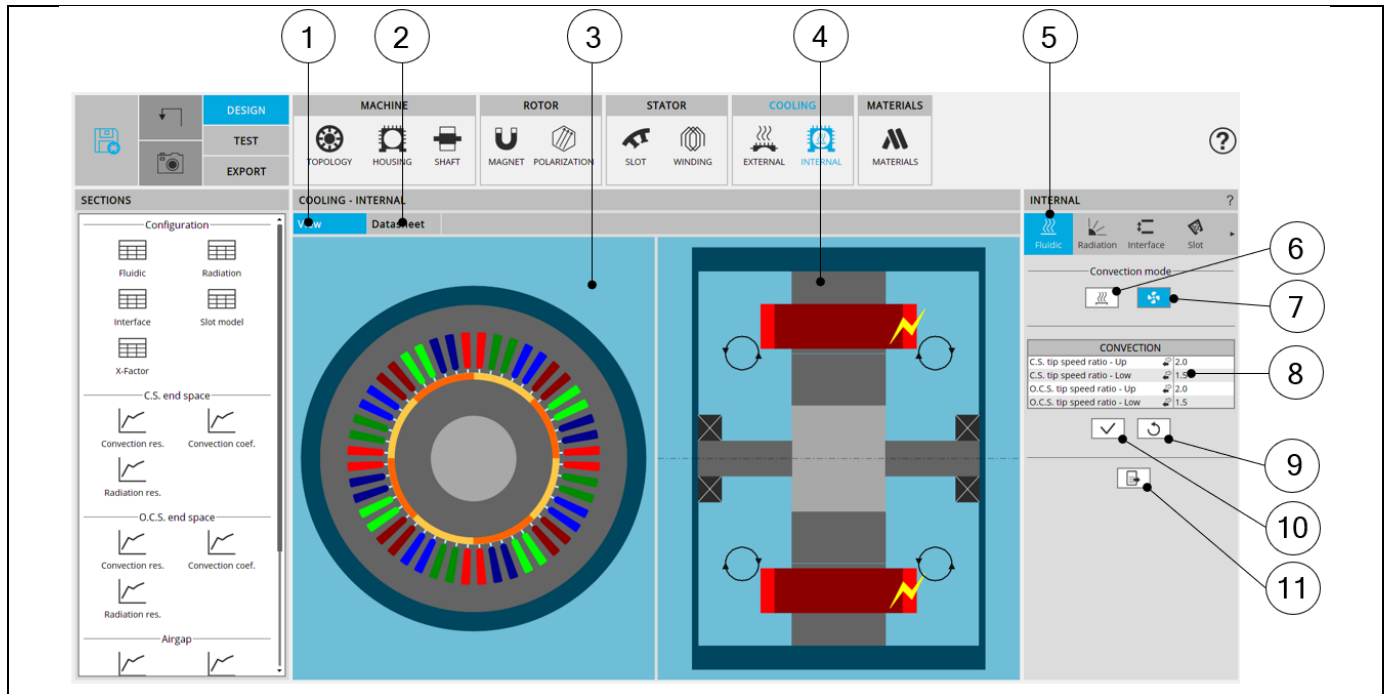 1
2
3
4
5
DESIGN
TEST
EXPORT
MACHINE
TOPOLOGY
HOUSING
SHAFT
ROTOR
MAGNET
POLARIZATION
STATOR
SLOT
WINDING
COOLING
EXTERNAL
INTERNAL
MATERIALS
MATERIALS
?
SECTIONS
Configuration
Fluidic
Radiation
Interface
Slot model
X-Factor
C.S. end space
Convection res.
Convection coef.
Radiation res.
O.C.S. end space
Convection res.
Convection coef.
Radiation res.
Airgap
COOLING - INTERNAL
View
Datasheet
INTERNAL
?
Fluidic
Radiation
Interface
Slot
Convection mode
CONVECTION
C.S. tip speed ratio - Up 2.0
C.S. tip speed ratio - Low 1.5
O.C.S. tip speed ratio - Up 2.0
O.C.S. tip speed ratio - Low 1.5
6
7
8
9
10
11